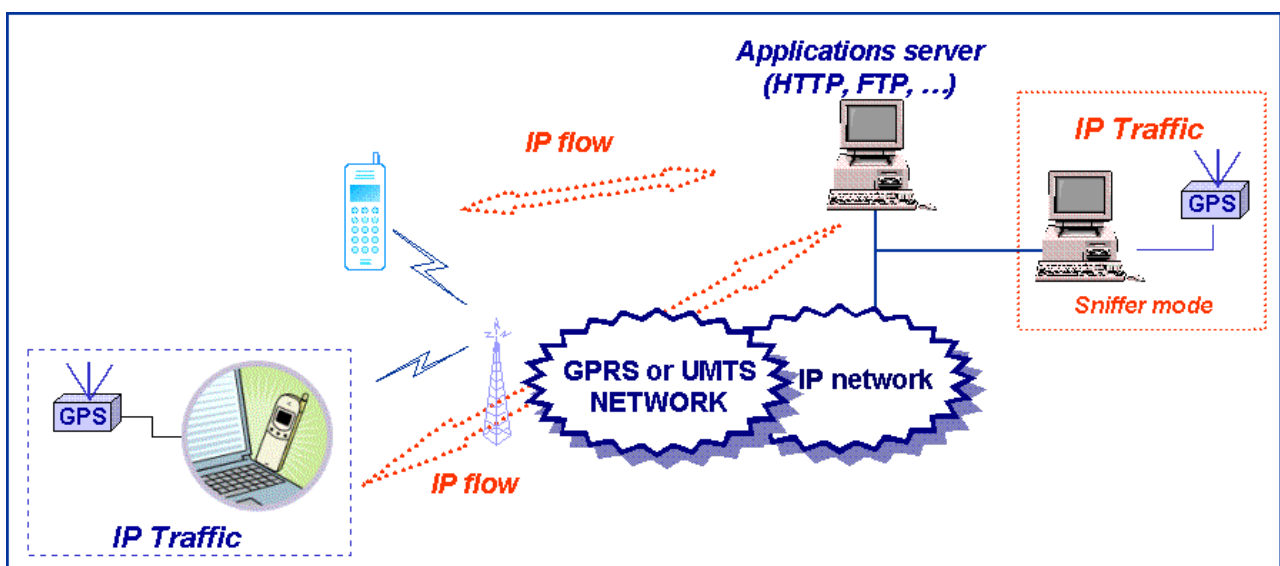 Applications server
(HTTP, FTP, ...)
IP Traffic
IP flow
GPS
Sniffer mode
GPRS or UMTS
NETWORK
IP network
GPS
IP flow
IP Traffic